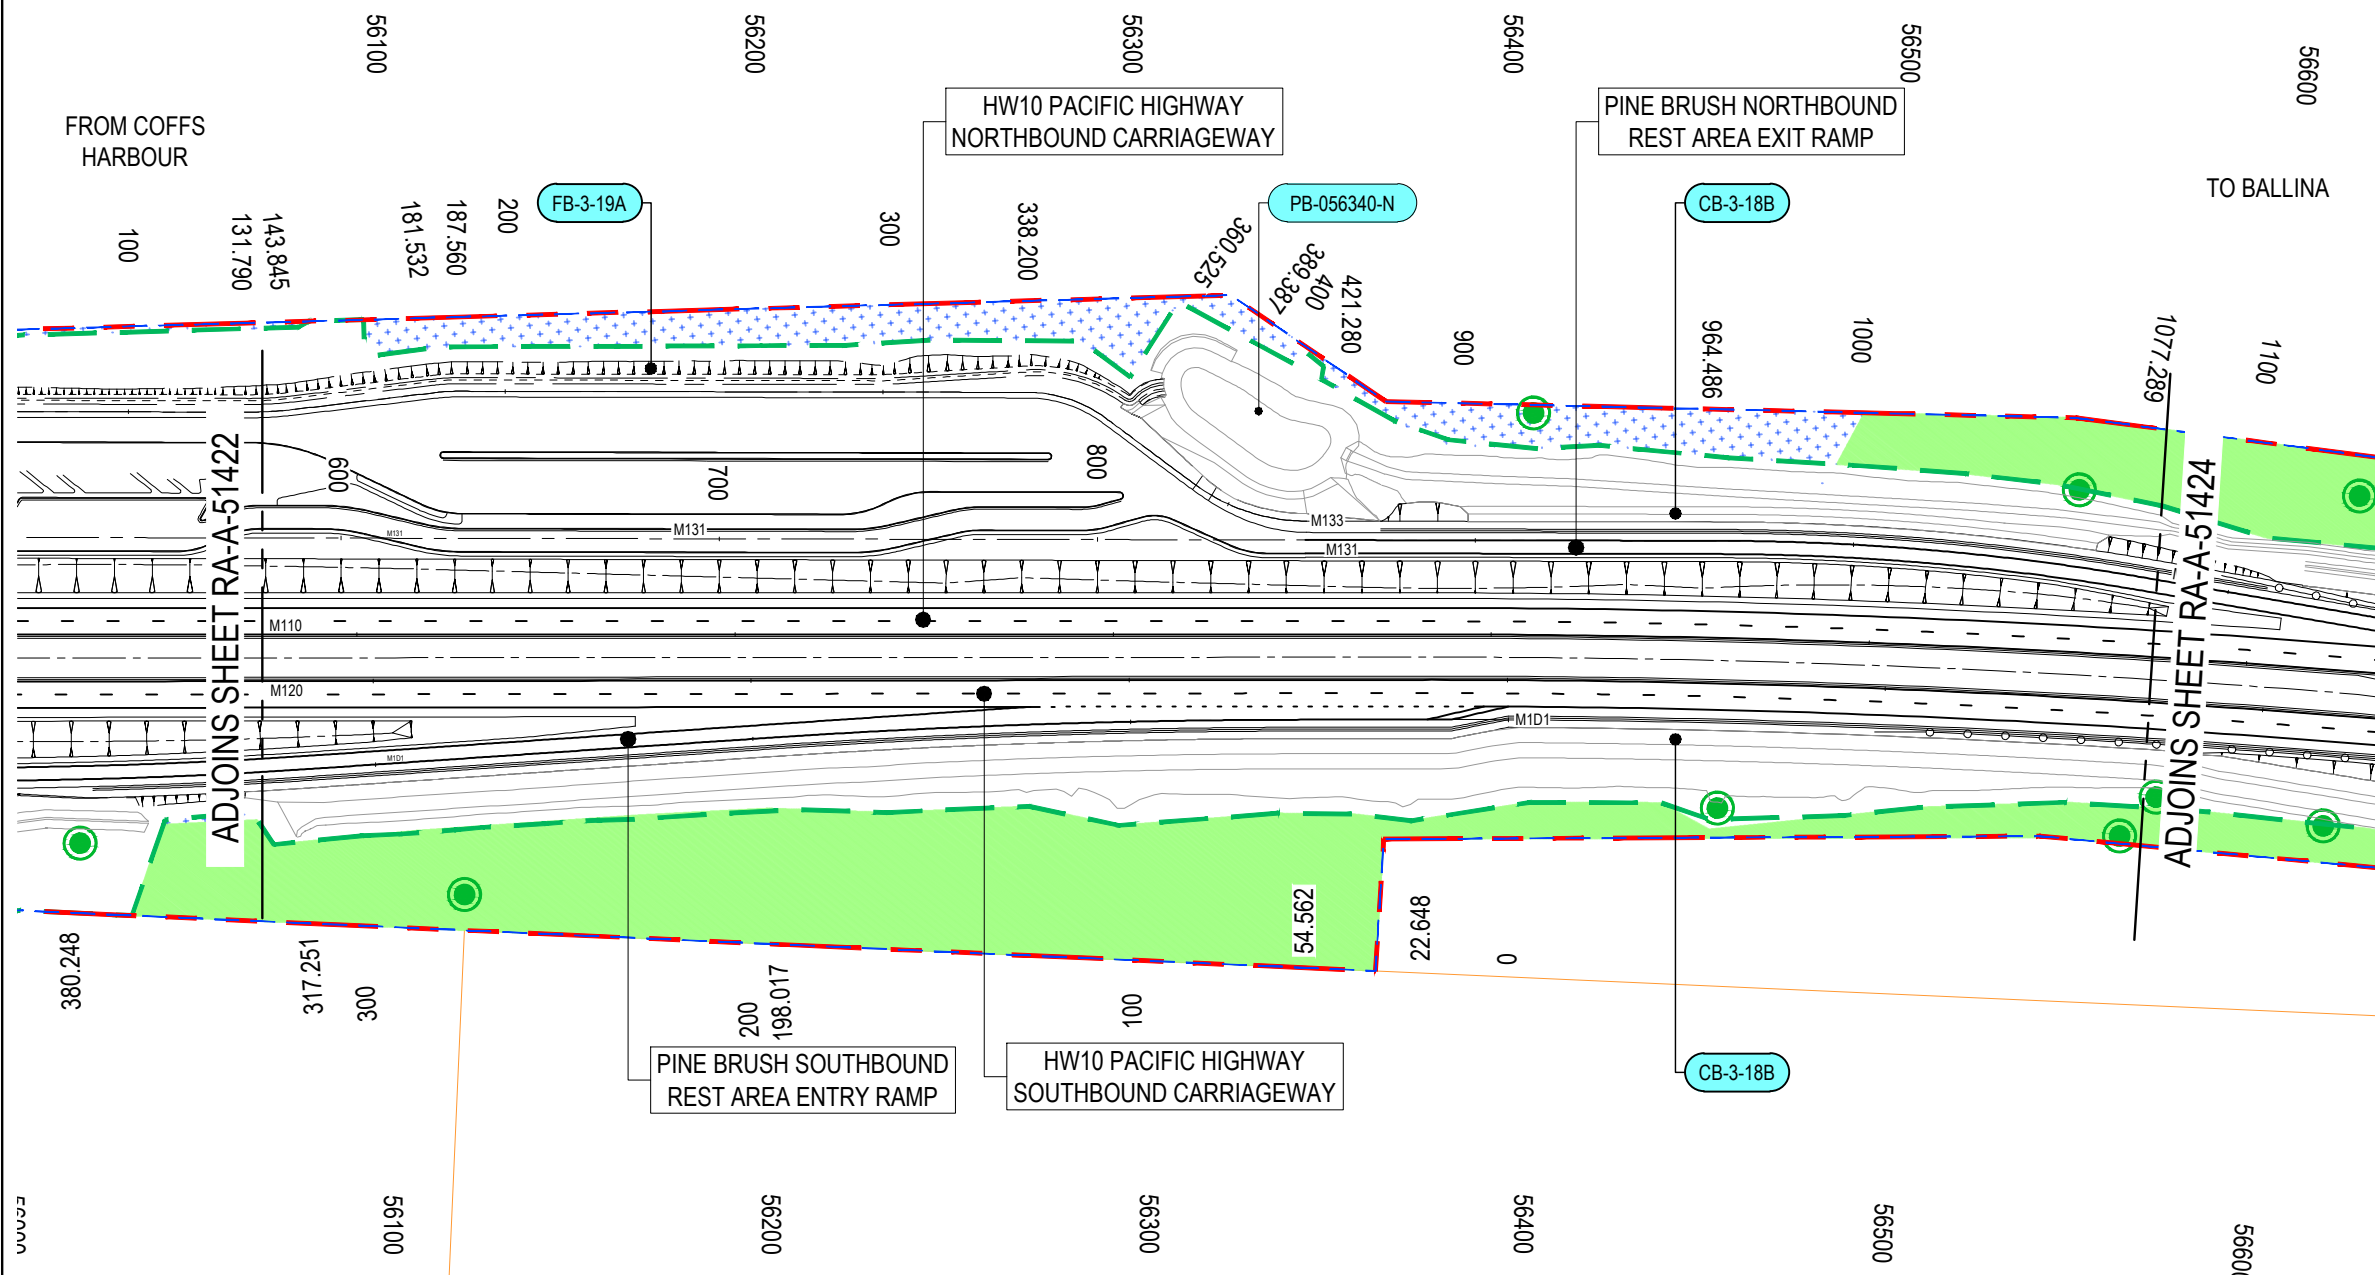 56100
56200
56300
56400
56500
56600
FROM COFFS
HARBOUR
HW10 PACIFIC HIGHWAY
NORTHBOUND CARRIAGEWAY
PINE BRUSH NORTHBOUND
REST AREA EXIT RAMP
TO BALLINA
FB-3-19A
PB-056340-N
CB-3-18B
100
131.790
143.845
181.532
187.560
200
300
338.200
360.525
389.387
400
421.280
900
964.486
1000
1077.289
1100
ADJOINS SHEET RA-A-51422
600
700
800
M131
M131
M133
M131
M110
M120
M1D1
M1D1
ADJOINS SHEET RA-A-51424
380.248
317.251
300
200
198.017
100
54.562
22.648
0
PINE BRUSH SOUTHBOUND
REST AREA ENTRY RAMP
HW10 PACIFIC HIGHWAY
SOUTHBOUND CARRIAGEWAY
CB-3-18B
56100
56200
56300
56400
56500
56600